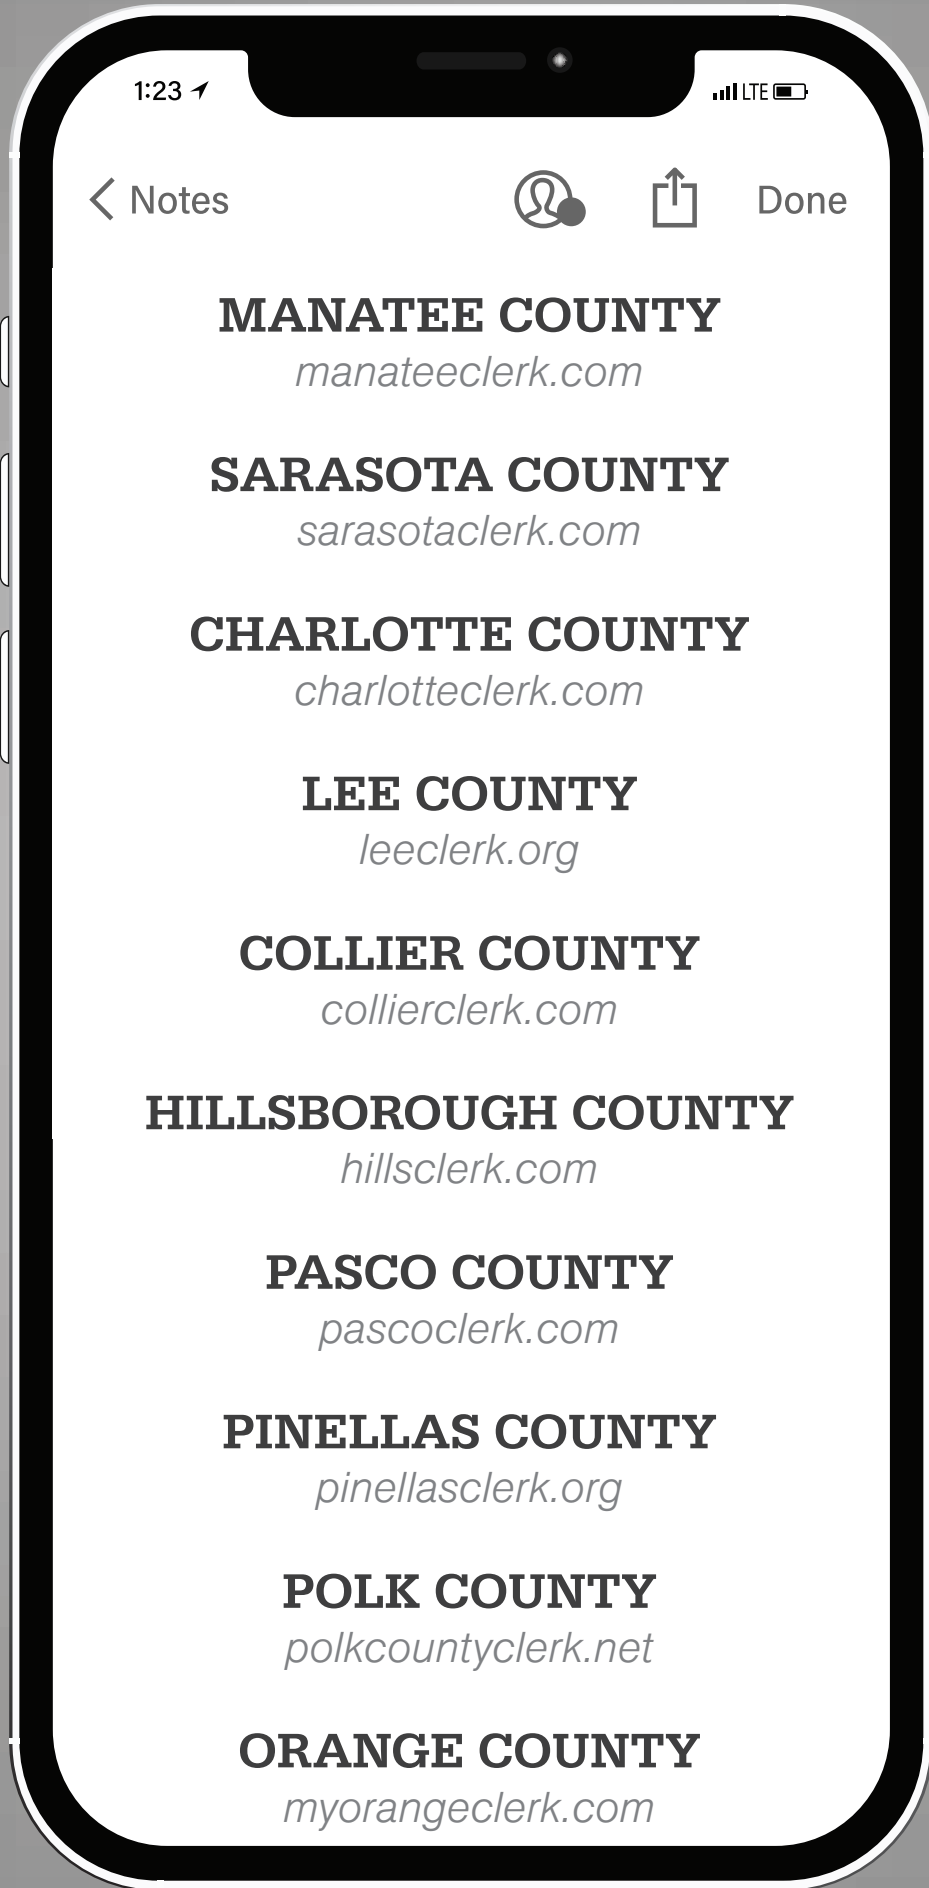 1:23 LTE
Notes Done
MANATEE COUNTY
manateeclerk.com
SARASOTA COUNTY
sarasotaclerk.com
CHARLOTTE COUNTY
charlotteclerk.com
LEE COUNTY
leeclerk.org
COLLIER COUNTY
collierclerk.com
HILLSBOROUGH COUNTY
hillsclerk.com
PASCO COUNTY
pascoclerk.com
PINELLAS COUNTY
pinellasclerk.org
POLK COUNTY
polkcountyclerk.net
ORANGE COUNTY
myorangeclerk.com